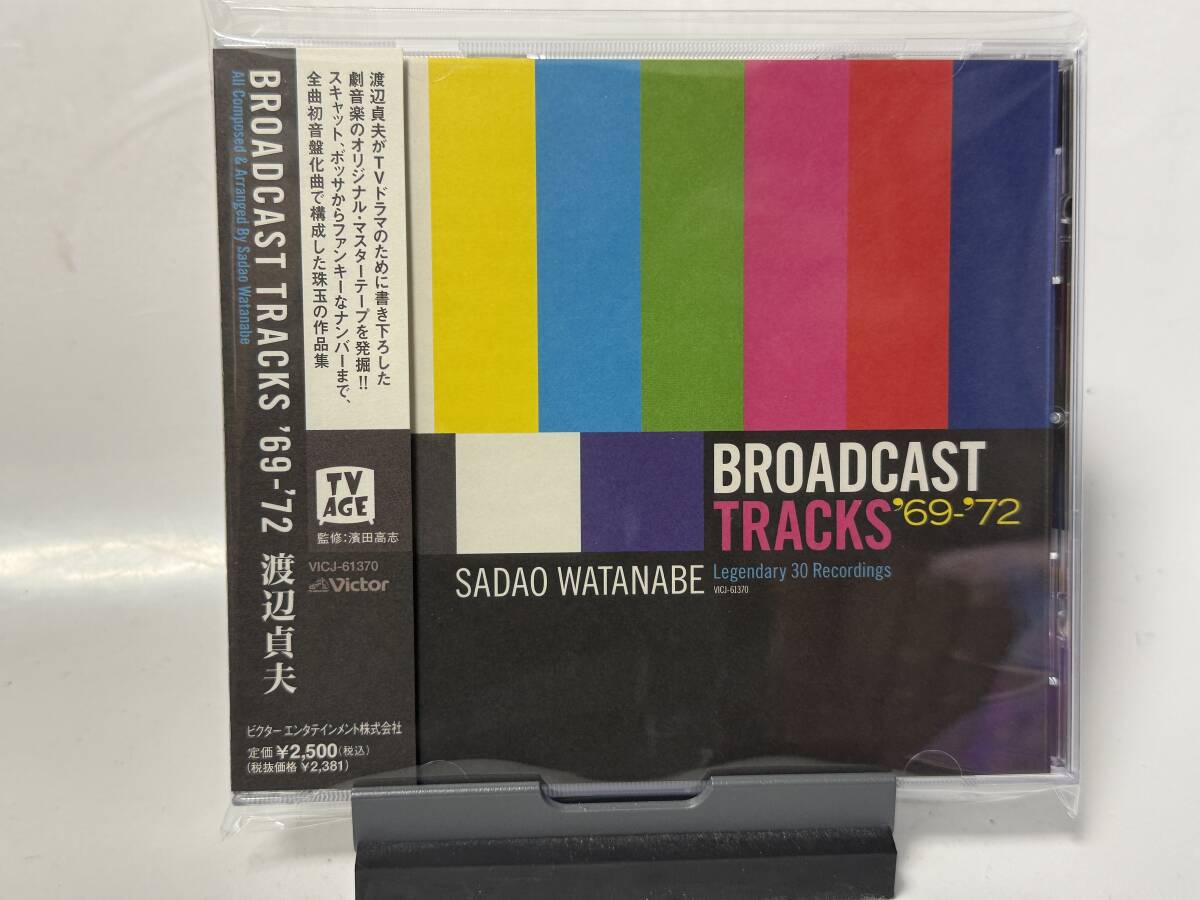 BROADCAST TRACKS '69-'72 渡辺貞夫
All Composed & Arranged By Sadao Watanabe
渡辺貞夫がTVドラマのために書き下ろした
劇音楽のオリジナル・マスターテープを発掘!!
スキャット、ボッサからファンキーなナンバーまで、
全曲初音盤化曲で構成した珠玉の作品集
TV
AGE
監修:濱田高志
VICJ-61370
Victor
ビクター エンタテインメント株式会社
定価 ¥2,500(税込)
(税抜価格 ¥2,381)
BROADCAST
TRACKS '69-'72
SADAO WATANABE
Legendary 30 Recordings
VICJ-61370